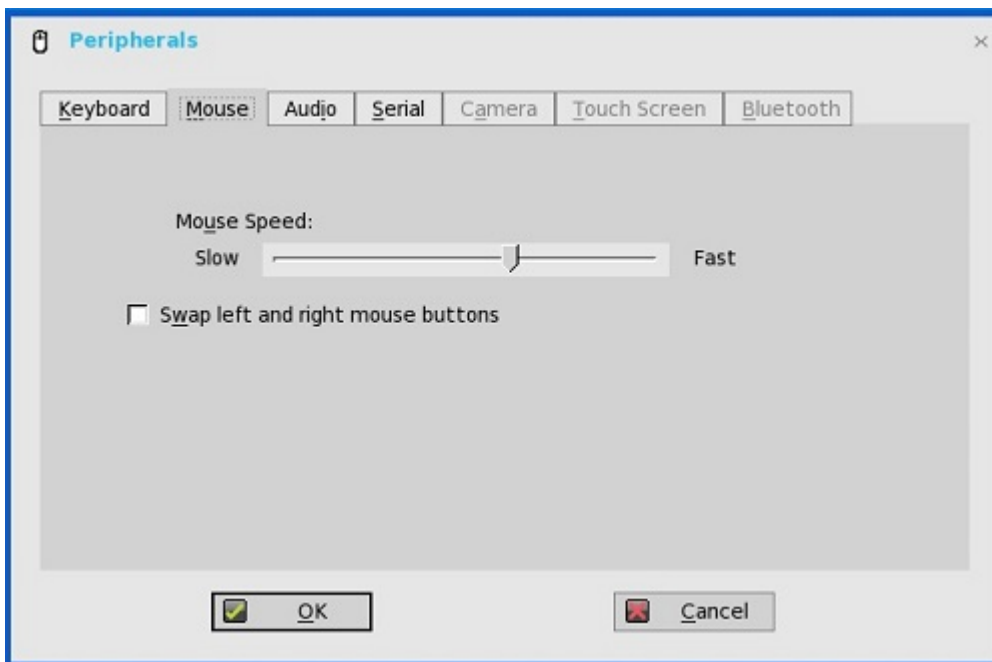 Peripherals
Keyboard Mouse Audio Serial Camera Touch Screen Bluetooth
Mouse Speed:
Slow Fast
Swap left and right mouse buttons
OK Cancel